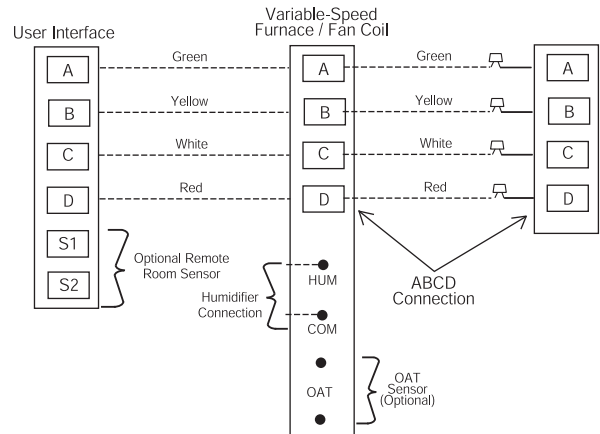 User Interface
Variable-Speed
Furnace / Fan Coil
A
Green
A
Green
A
B
Yellow
B
Yellow
B
C
White
C
White
C
D
Red
D
Red
D
S1
S2
Optional Remote
Room Sensor
HUM
Humidifier
Connection
COM
ABCD
Connection
OAT
OAT
Sensor
(Optional)